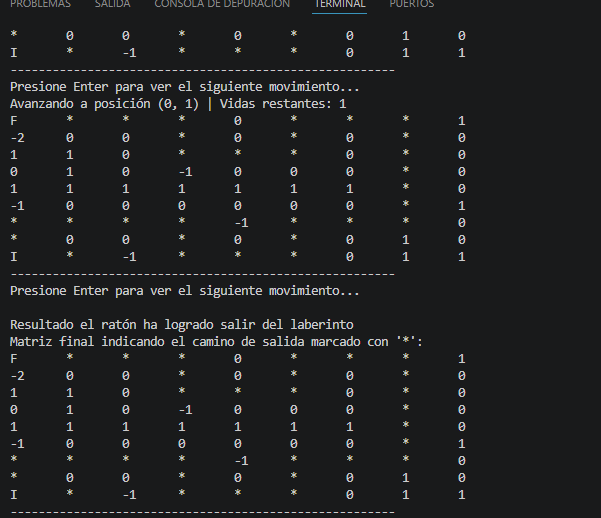 PROBLEMAS SALIDA CONSOLA DE DEPURACIÓN TERMINAL PUERTOS
* 0 0 * 0 * 0 1 0
I * -1 * * * 0 1 1
-------------------------------------------------------
Presione Enter para ver el siguiente movimiento...
Avanzando a posición (0, 1) | Vidas restantes: 1
F * * * 0 * * * 1
-2 0 0 * 0 * 0 * 0
1 1 0 * * * 0 * 0
0 1 0 -1 0 0 0 * 0
1 1 1 1 1 1 1 * 0
-1 0 0 0 0 0 0 * 1
* * * * -1 * * * 0
* 0 0 * 0 * 0 1 0
I * -1 * * * 0 1 1
-------------------------------------------------------
Presione Enter para ver el siguiente movimiento...
Resultado el ratón ha logrado salir del laberinto
Matriz final indicando el camino de salida marcado con '*':
F * * * 0 * * * 1
-2 0 0 * 0 * 0 * 0
1 1 0 * * * 0 * 0
0 1 0 -1 0 0 0 * 0
1 1 1 1 1 1 1 * 0
-1 0 0 0 0 0 0 * 1
* * * * -1 * * * 0
* 0 0 * 0 * 0 1 0
I * -1 * * * 0 1 1
-------------------------------------------------------